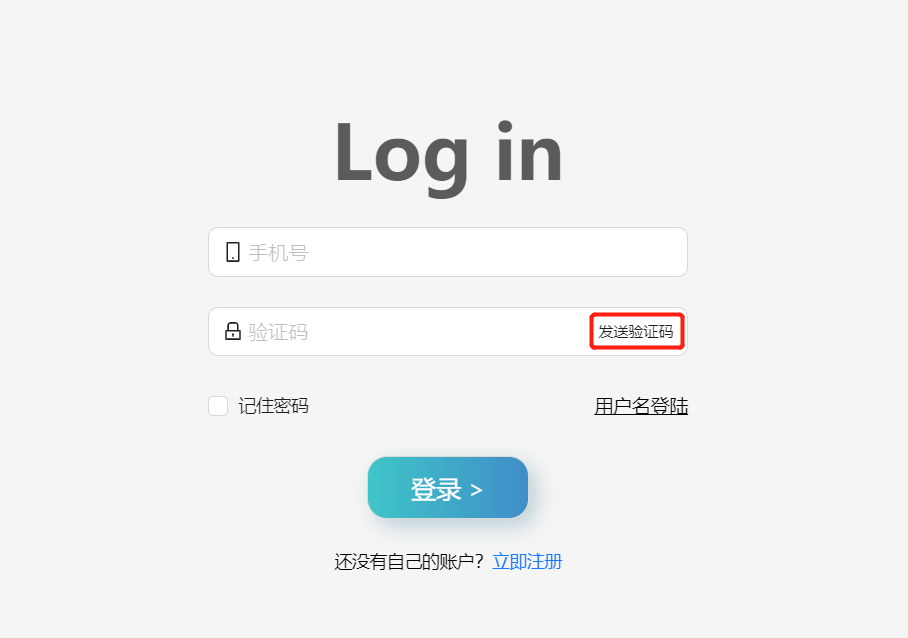 Log in
手机号
验证码 发送验证码
记住密码 用户名登陆
登录 >
还没有自己的账户？立即注册